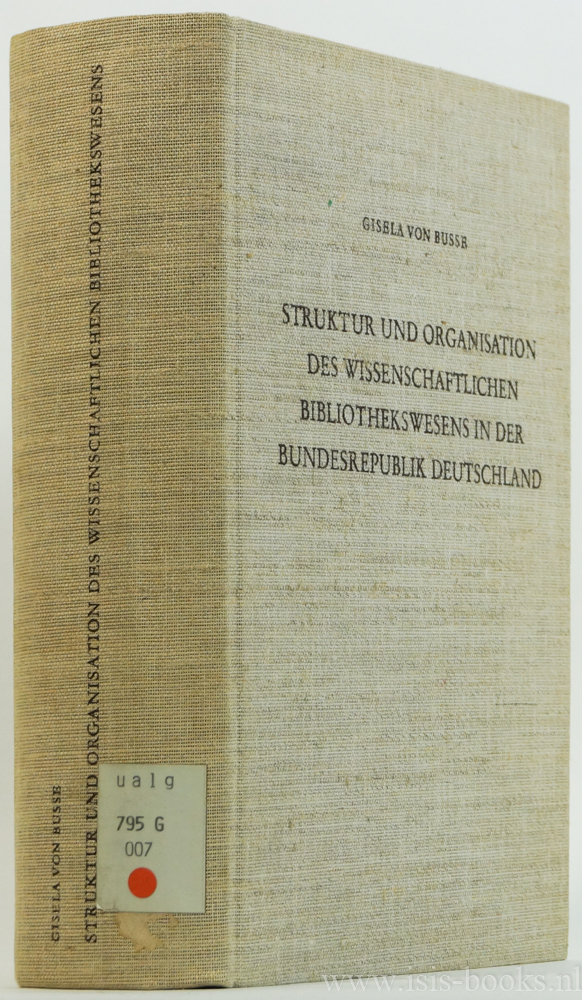 GISELA VON BUSSE
STRUKTUR UND ORGANISATION DES WISSENSCHAFTLICHEN BIBLIOTHEKSWESENS
ualg
795 G
007
GISELA VON BUSSE
STRUKTUR UND ORGANISATION
DES WISSENSCHAFTLICHEN
BIBLIOTHEKSWESENS IN DER
BUNDESREPUBLIK DEUTSCHLAND
www.isis-books.nl